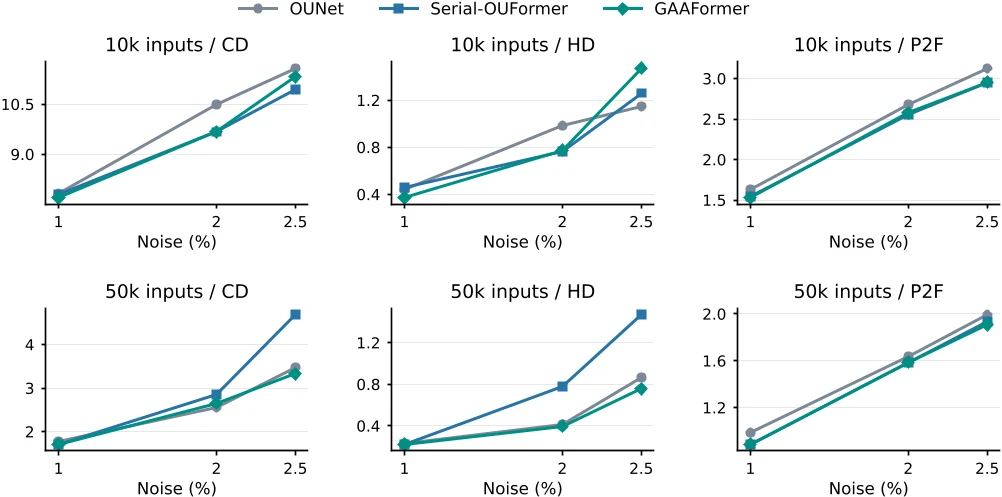 OUNet Serial-OUFormer GAAFormer
10k inputs / CD
10.5
9.0
1 2 2.5
Noise (%)
10k inputs / HD
1.2
0.8
0.4
1 2 2.5
Noise (%)
10k inputs / P2F
3.0
2.5
2.0
1.5
1 2 2.5
Noise (%)
50k inputs / CD
4
3
2
1 2 2.5
Noise (%)
50k inputs / HD
1.2
0.8
0.4
1 2 2.5
Noise (%)
50k inputs / P2F
2.0
1.6
1.2
1 2 2.5
Noise (%)